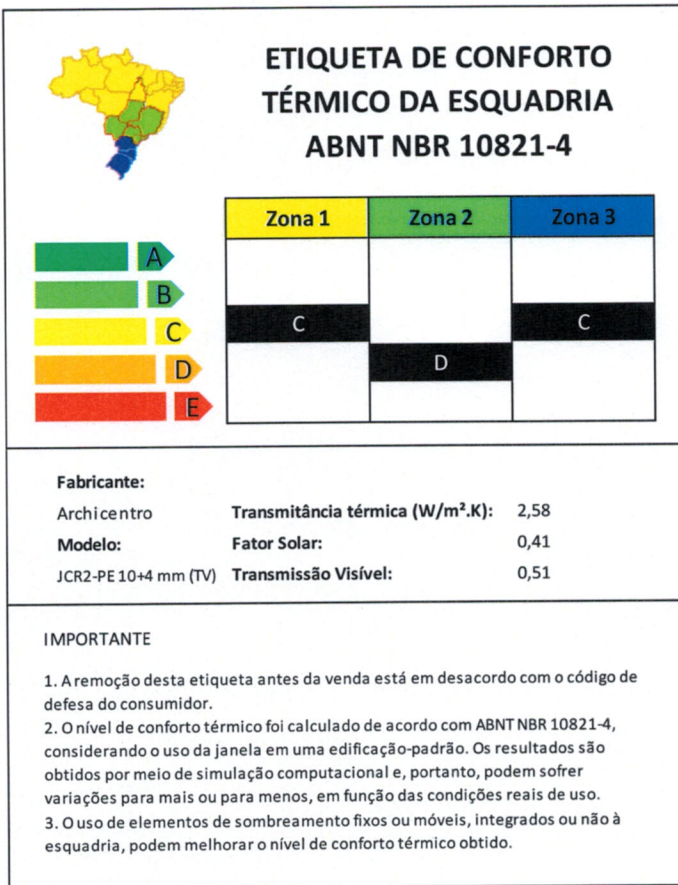 ETIQUETA DE CONFORTO
TÉRMICO DA ESQUADRIA
ABNT NBR 10821-4
Zona 1 Zona 2 Zona 3
A
B
C C C
D D
E
Fabricante:
Archicentro Transmitância térmica (W/m².K): 2,58
Modelo: Fator Solar: 0,41
JCR2-PE 10+4 mm (TV) Transmissão Visível: 0,51
IMPORTANTE
1. A remoção desta etiqueta antes da venda está em desacordo com o código de
defesa do consumidor.
2. O nível de conforto térmico foi calculado de acordo com ABNT NBR 10821-4,
considerando o uso da janela em uma edificação-padrão. Os resultados são
obtidos por meio de simulação computacional e, portanto, podem sofrer
variações para mais ou para menos, em função das condições reais de uso.
3. O uso de elementos de sombreamento fixos ou móveis, integrados ou não à
esquadria, podem melhorar o nível de conforto térmico obtido.